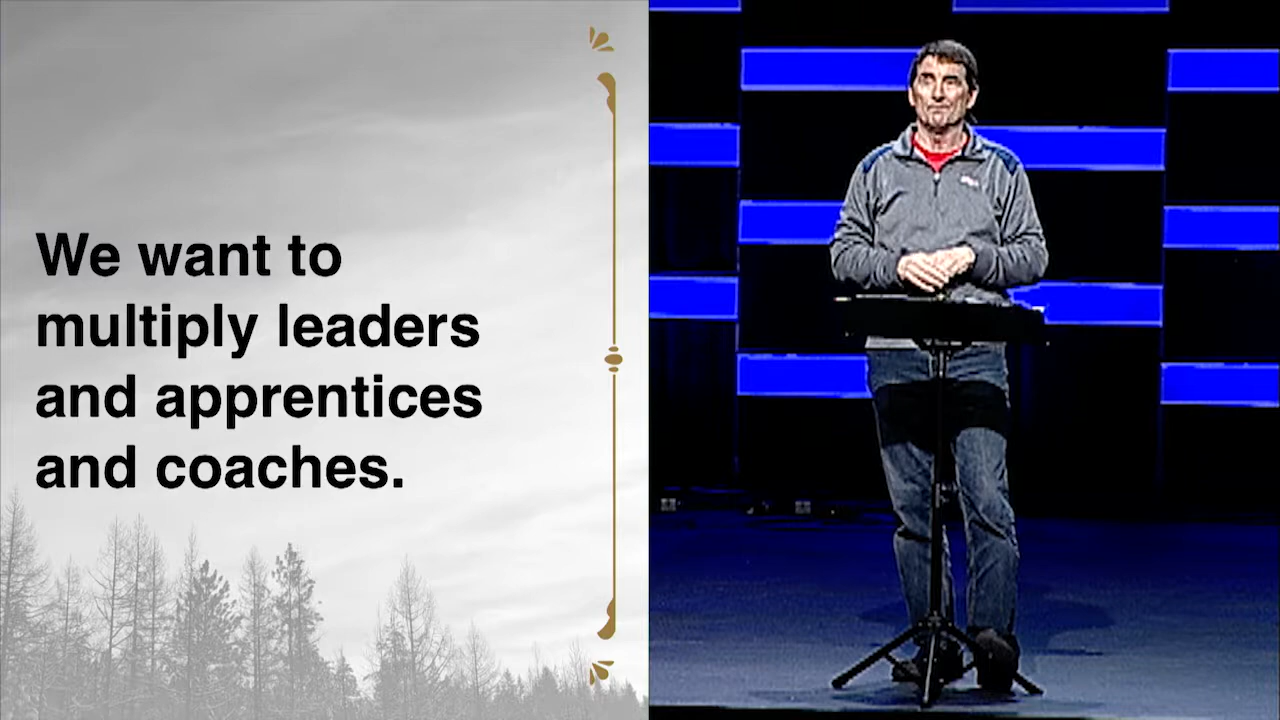 We want to
multiply leaders
and apprentices
and coaches.